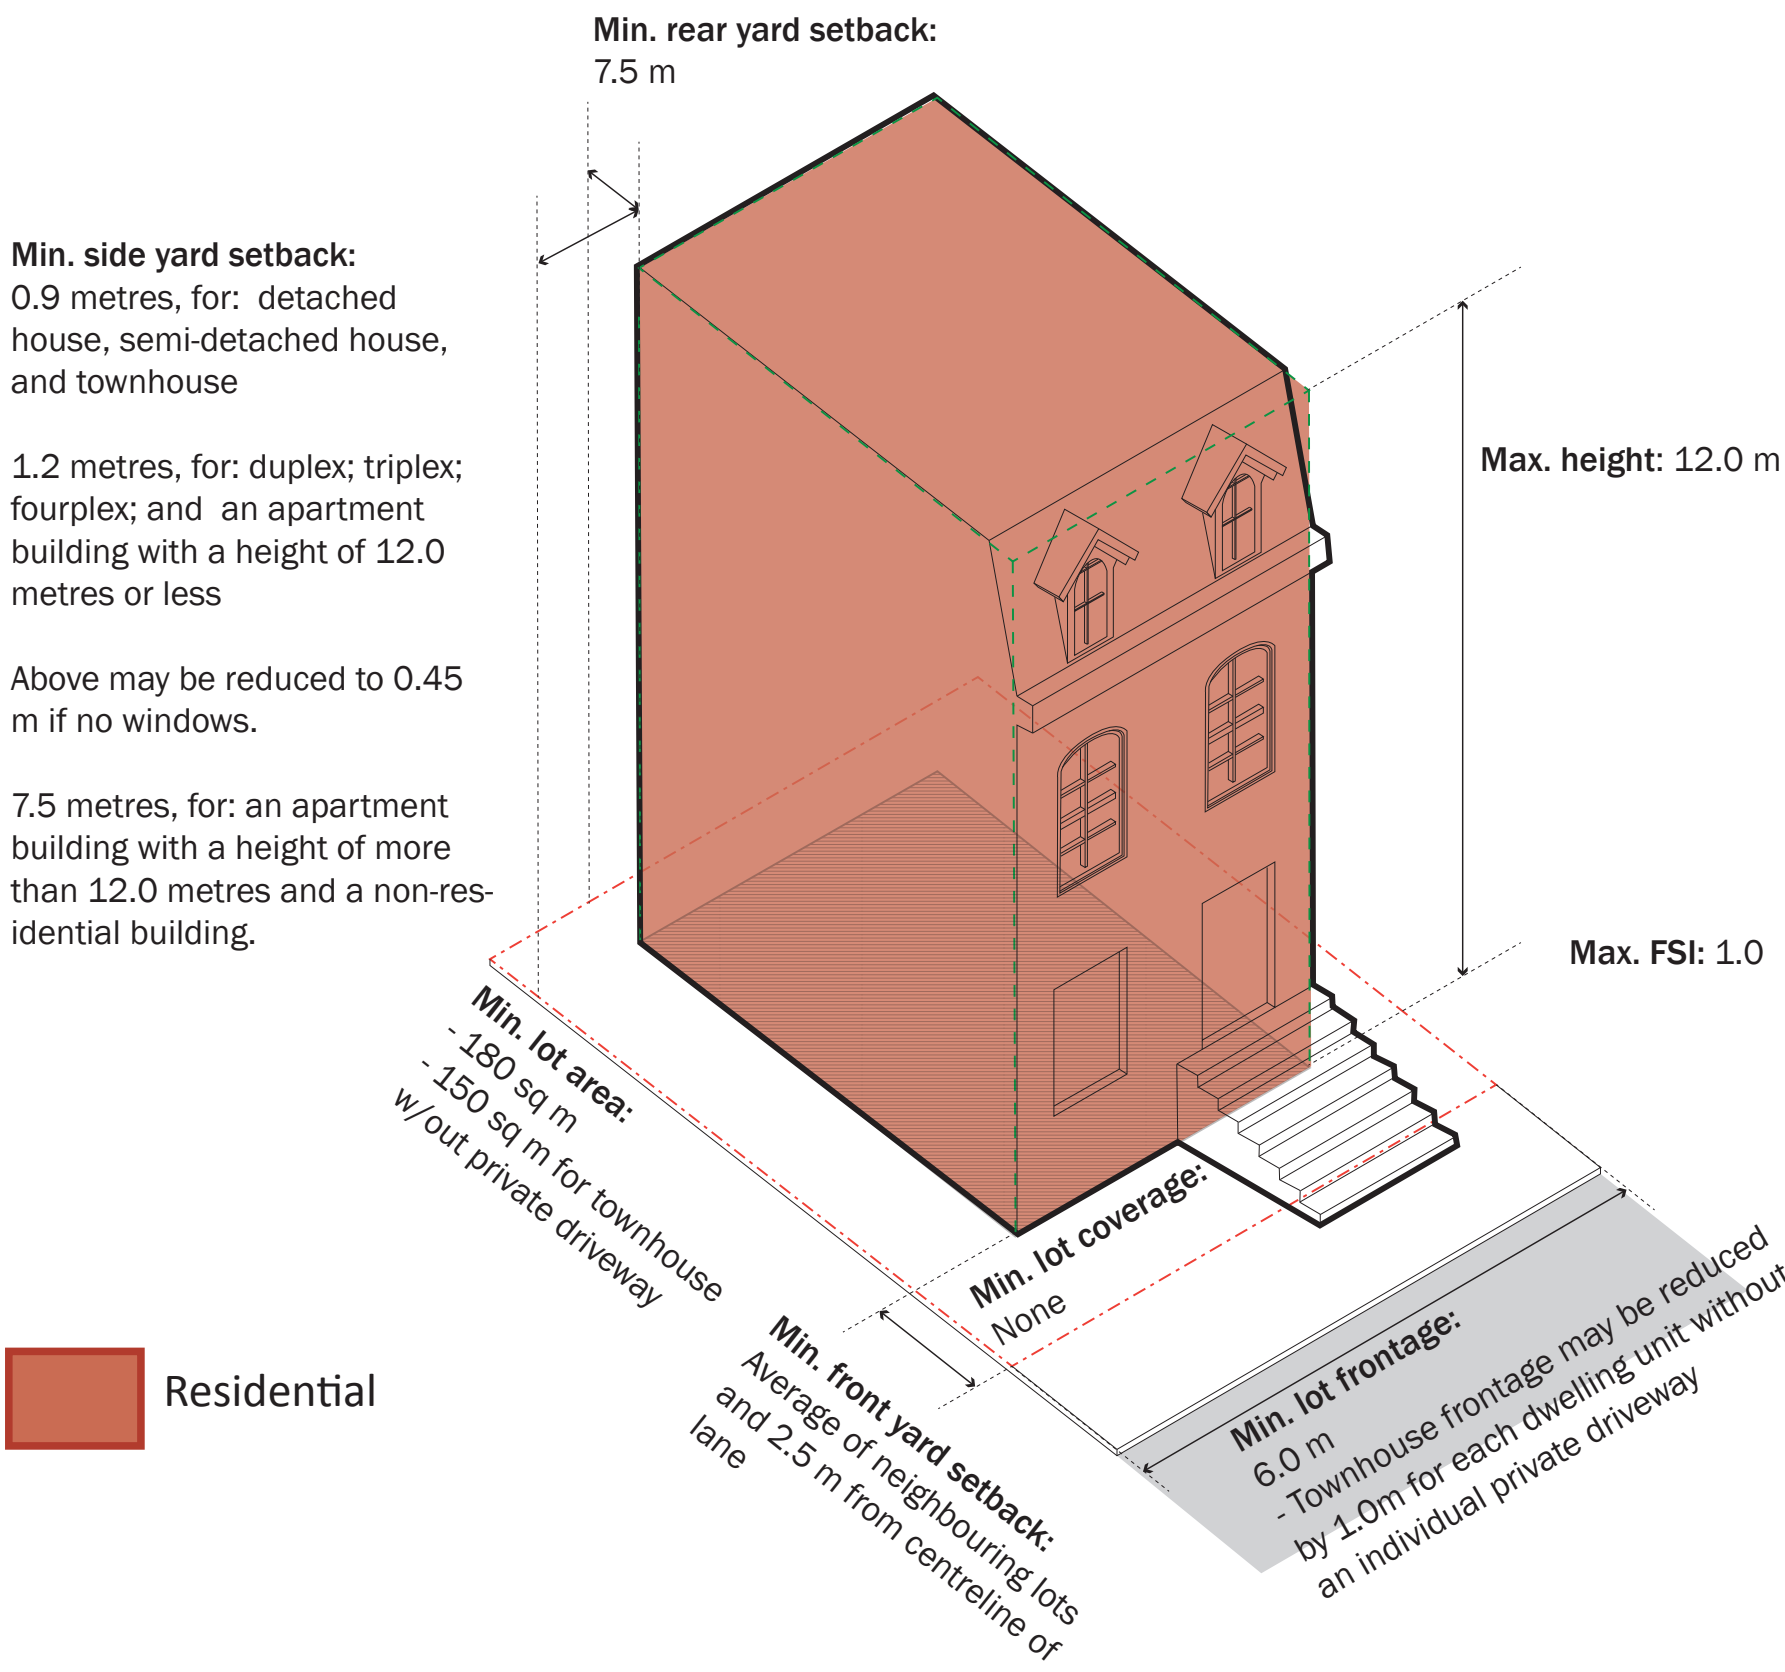 Min. rear yard setback:
7.5 m
Min. side yard setback:
0.9 metres, for:  detached
house, semi-detached house,
and townhouse
1.2 metres, for: duplex; triplex;
fourplex; and  an apartment
building with a height of 12.0
metres or less
Above may be reduced to 0.45
m if no windows.
7.5 metres, for: an apartment
building with a height of more
than 12.0 metres and a non-res-
idential building.
Max. height: 12.0 m
Max. FSI: 1.0
Min. lot area:
- 180 sq m
- 150 sq m for townhouse
w/out private driveway
Min. lot coverage:
None
Min. front yard setback:
Average of neighbouring lots
and 2.5 m from centreline of
lane
Min. lot frontage:
6.0 m
- Townhouse frontage may be reduced
by 1.0m for each dwelling unit without
an individual private driveway
Residential